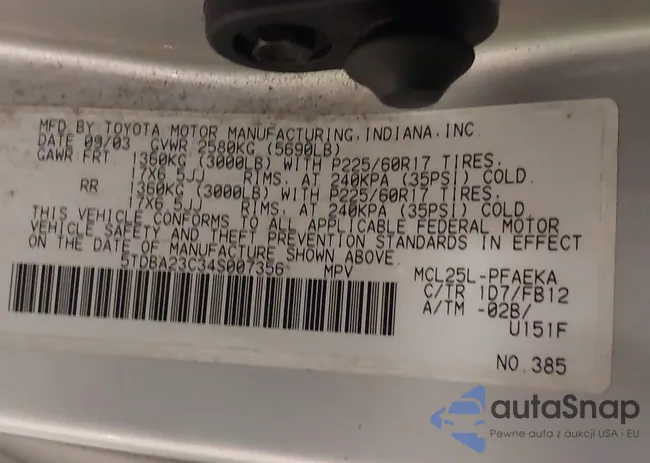 MFD.BY TOYOTA MOTOR MANUFACTURING,INDIANA,INC.
DATE 09/03 GVWR 2580KG (5690LB)
GAWR FRT 1360KG (3000LB) WITH P225/60R17 TIRES.
17X6.5JJ RIMS, AT 240KPA (35PSI) COLD.
RR 1360KG (3000LB) WITH P225/60R17 TIRES.
17X6.5JJ RIMS, AT 240KPA (35PSI) COLD.
THIS VEHICLE CONFORMS TO ALL APPLICABLE FEDERAL MOTOR
VEHICLE SAFETY AND THEFT PREVENTION STANDARDS IN EFFECT
ON THE DATE OF MANUFACTURE SHOWN ABOVE.
5TDBA23C34S007356 MPV MCL25L-PFAEKA
C/TR 1D7/FB12
A/TM -02B/
U151F
NO.385
autaSnap
Pewne auta z aukcji USA i EU